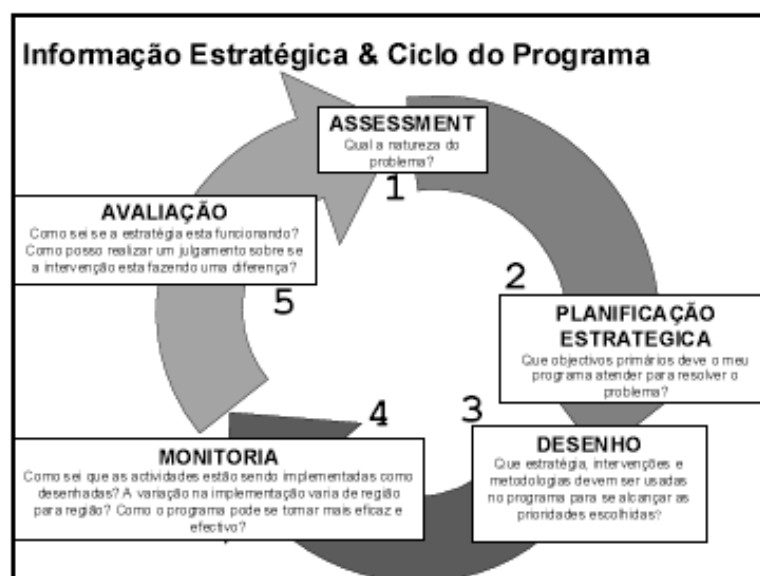 Informação Estratégica & Ciclo do Programa
ASSESSMENT
Qual a natureza do
problema?
1
2
PLANIFICAÇÃO
ESTRATEGICA
Que objectivos primários deve o meu
programa atender para resolver o
problema?
3
DESENHO
Que estratégia, intervenções e
metodologias devem ser usadas
no programa para se alcançar as
prioridades escolhidas?
4
MONITORIA
Como sei que as actividades estão sendo implementadas como
desenhadas? A variação na implementação varia de região
para região? Como o programa pode se tornar mais eficaz e
efectivo?
5
AVALIAÇÃO
Como sei se a estratégia esta funcionando?
Como posso realizar um julgamento sobre se
a intervenção esta fazendo uma diferença?